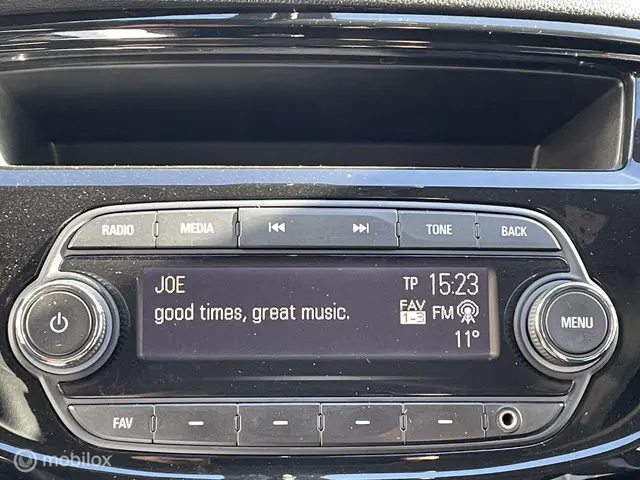 RADIO MEDIA TONE BACK
JOE TP 15:23
good times, great music. FAV 1-3 FM
11°
MENU
FAV
mobilox